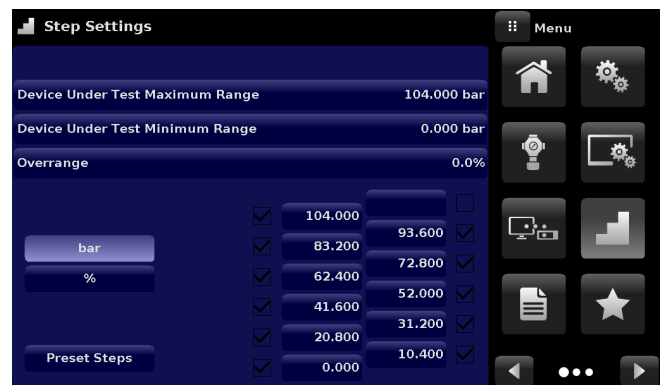 Step Settings
Menu
Device Under Test Maximum Range 104.000 bar
Device Under Test Minimum Range 0.000 bar
Overrange 0.0%
104.000
93.600
bar
83.200
72.800
%
62.400
52.000
41.600
31.200
20.800
Preset Steps
10.400
0.000